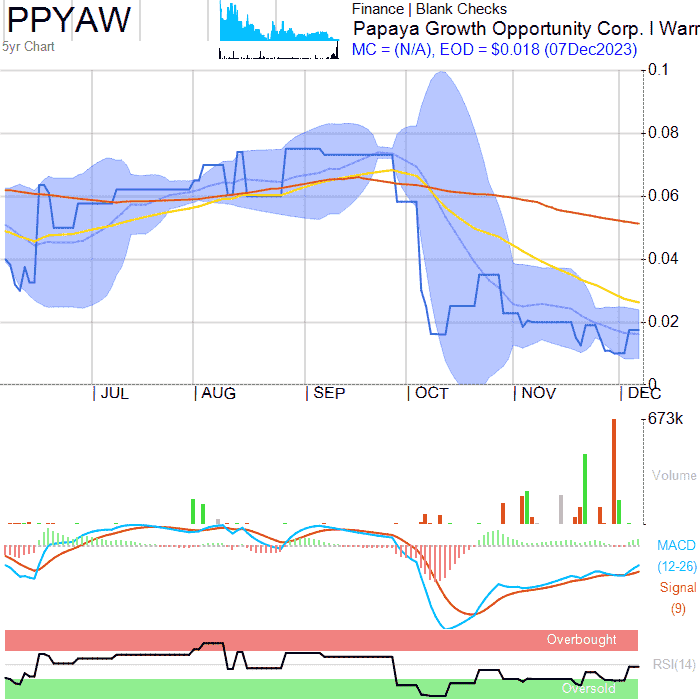 PPYAW
5yr Chart
Finance | Blank Checks
Papaya Growth Opportunity Corp. I Warr
MC = (N/A), EOD = $0.018 (07Dec2023)
0.1
0.08
0.06
0.04
0.02
0
JUL AUG SEP OCT NOV DEC
673k
Volume
MACD
(12-26)
Signal
(9)
Overbought
RSI(14)
Oversold